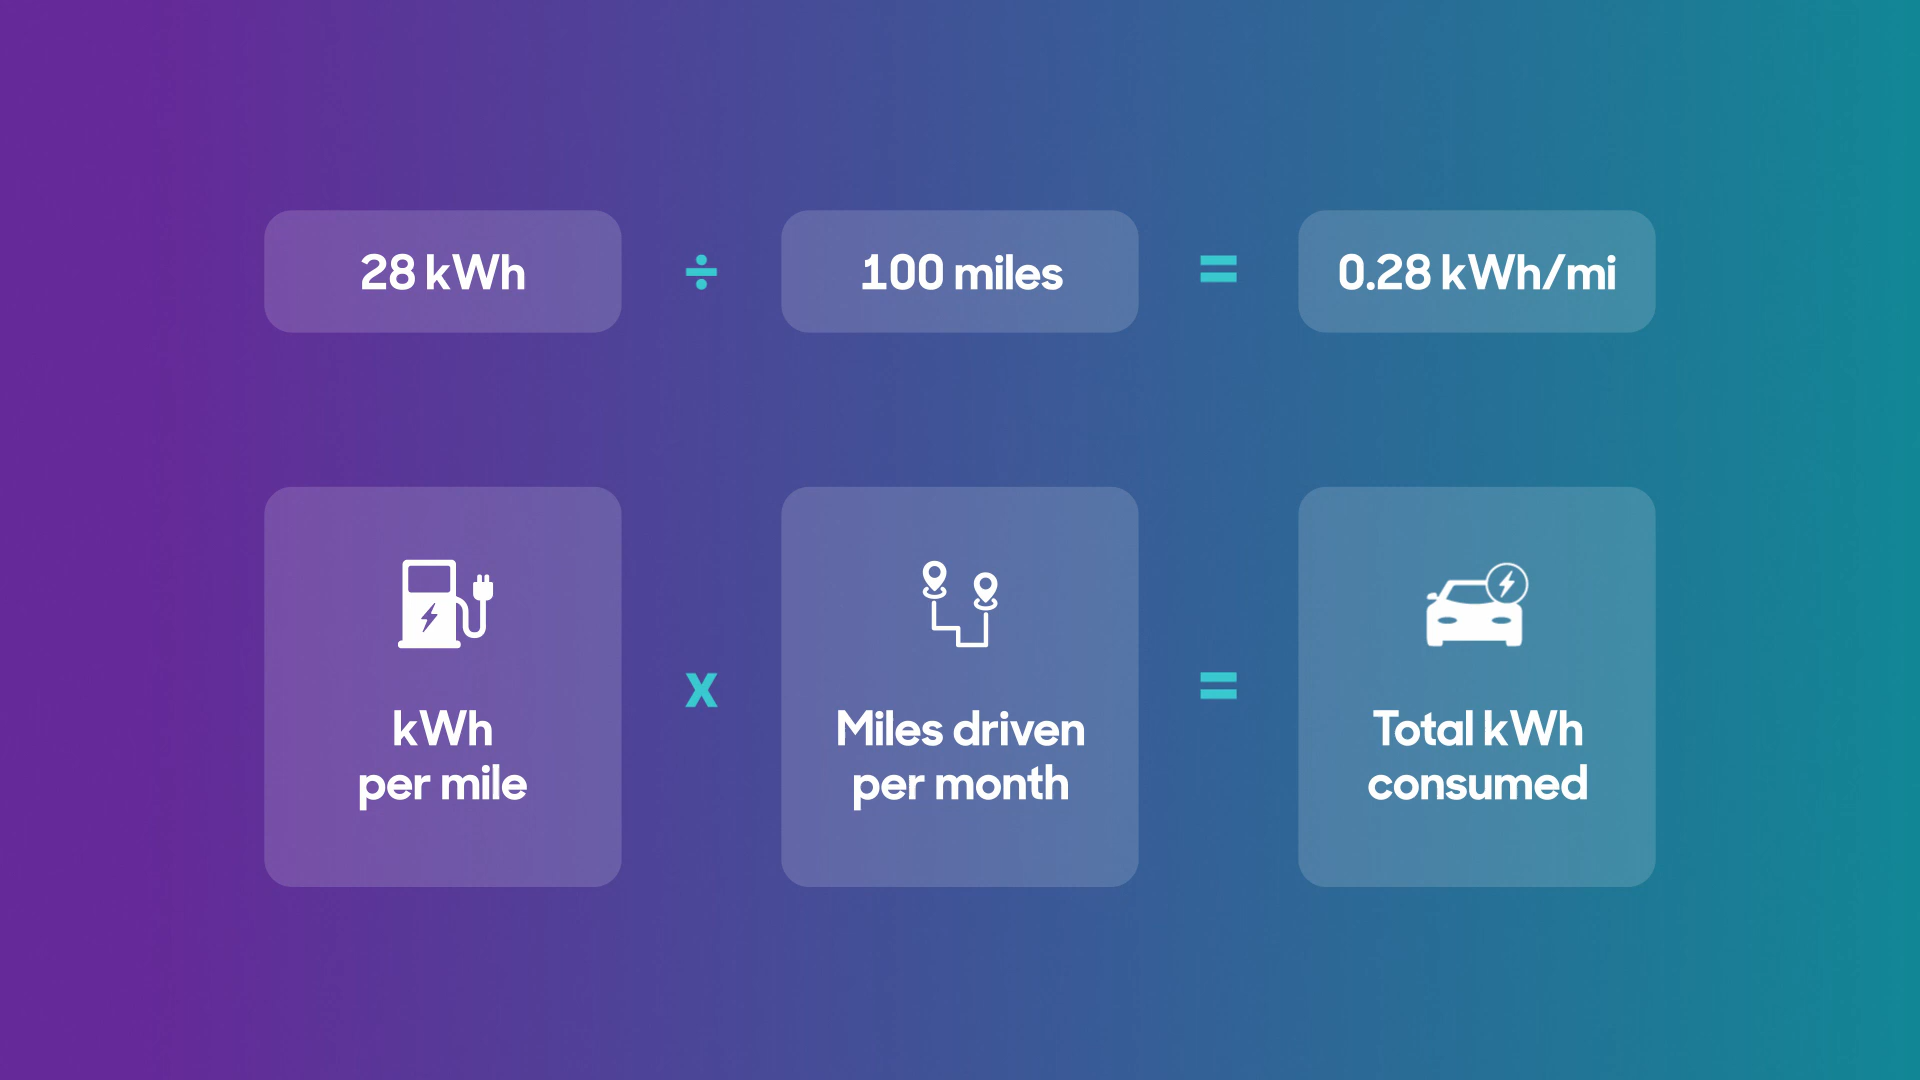 28 kWh ÷ 100 miles = 0.28 kWh/mi
kWh
per mile
x
Miles driven
per month
=
Total kWh
consumed